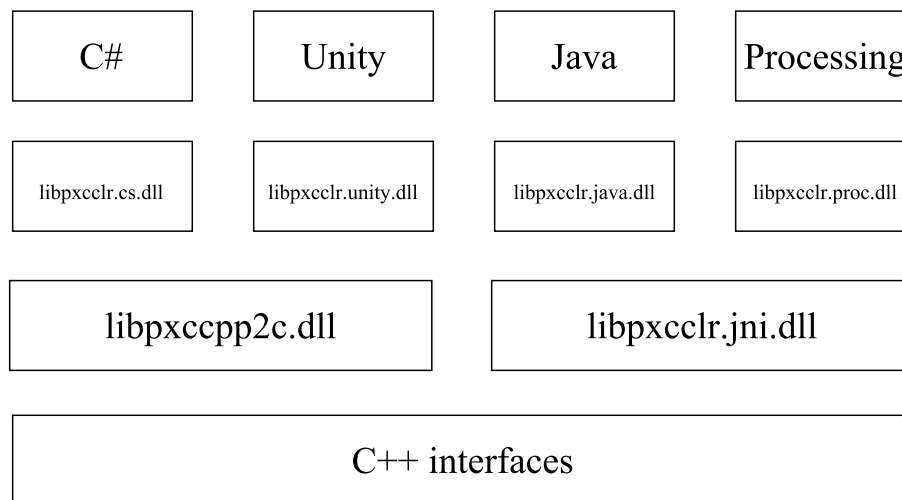 C#
Unity
Java
Processing
libpxcclr.cs.dll
libpxcclr.unity.dll
libpxcclr.java.dll
libpxcclr.proc.dll
libpxccpp2c.dll
libpxcclr.jni.dll
C++ interfaces